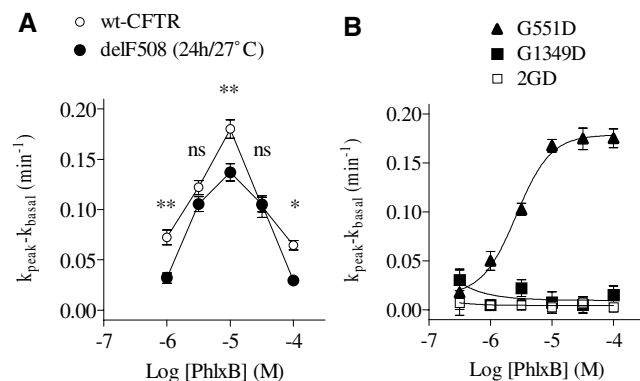 A
○ wt-CFTR
● delF508 (24h/27°C)
k_peak-k_basal (min⁻¹)
0.20
0.15
0.10
0.05
0.00
**
ns
**
ns
*
-7
-6
-5
-4
Log [PhlxB] (M)
B
▲ G551D
■ G1349D
□ 2GD
k_peak-k_basal (min⁻¹)
0.20
0.15
0.10
0.05
0.00
-7
-6
-5
-4
Log [PhlxB] (M)